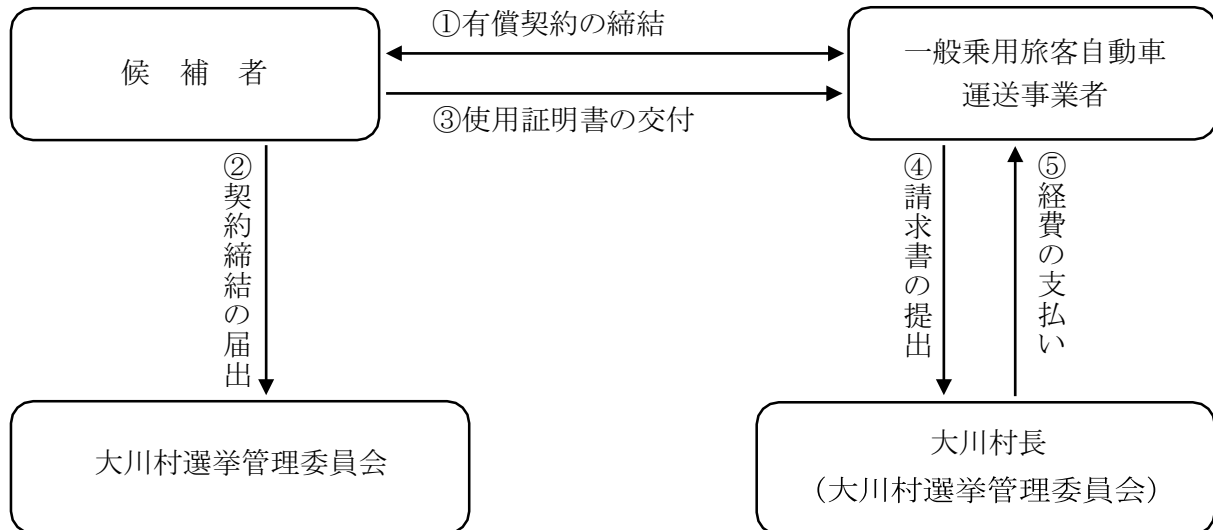 ①有償契約の締結
候　補　者
一般乗用旅客自動車
運送事業者
③使用証明書の交付
②契約締結の届出
④請求書の提出
⑤経費の支払い
大川村選挙管理委員会
大川村長
（大川村選挙管理委員会）